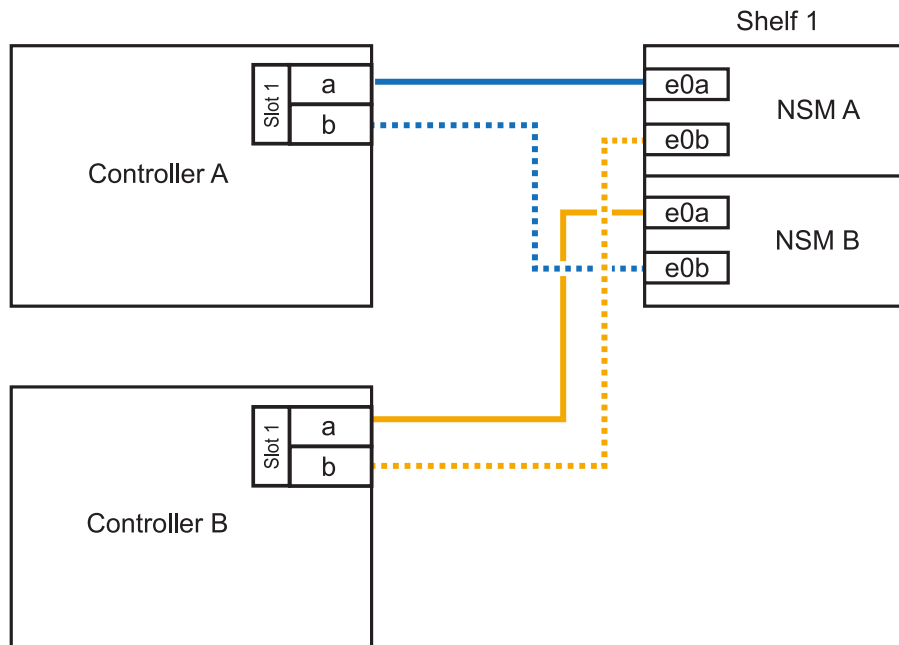 Shelf 1
Slot 1
a
b
Controller A
e0a
e0b
NSM A
e0a
e0b
NSM B
Slot 1
a
b
Controller B